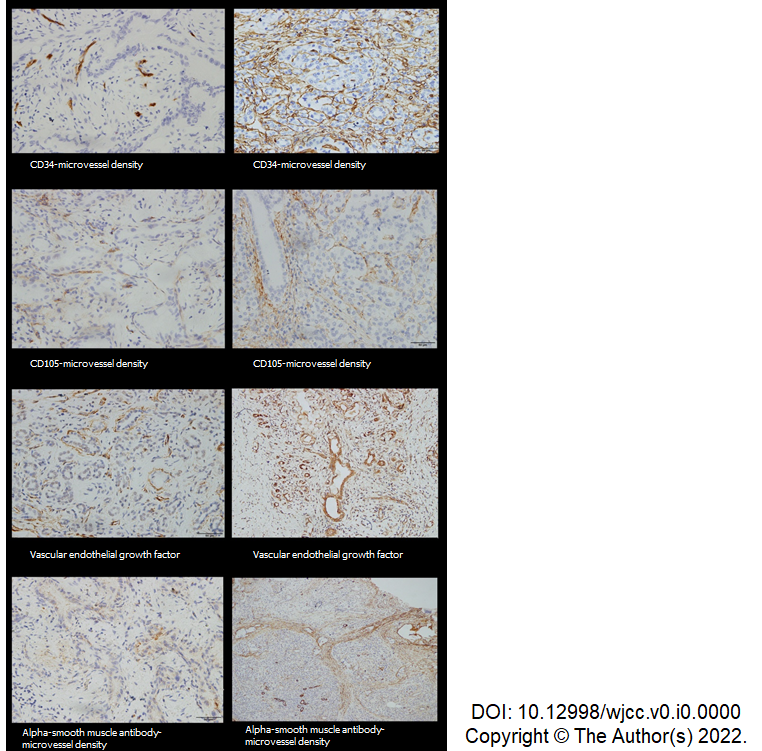 CD34-microvessel density
CD34-microvessel density
CD105-microvessel density
CD105-microvessel density
Vascular endothelial growth factor
Vascular endothelial growth factor
Alpha-smooth muscle antibody-
microvessel density
Alpha-smooth muscle antibody-
microvessel density
DOI: 10.12998/wjcc.v0.i0.0000
Copyright © The Author(s) 2022.